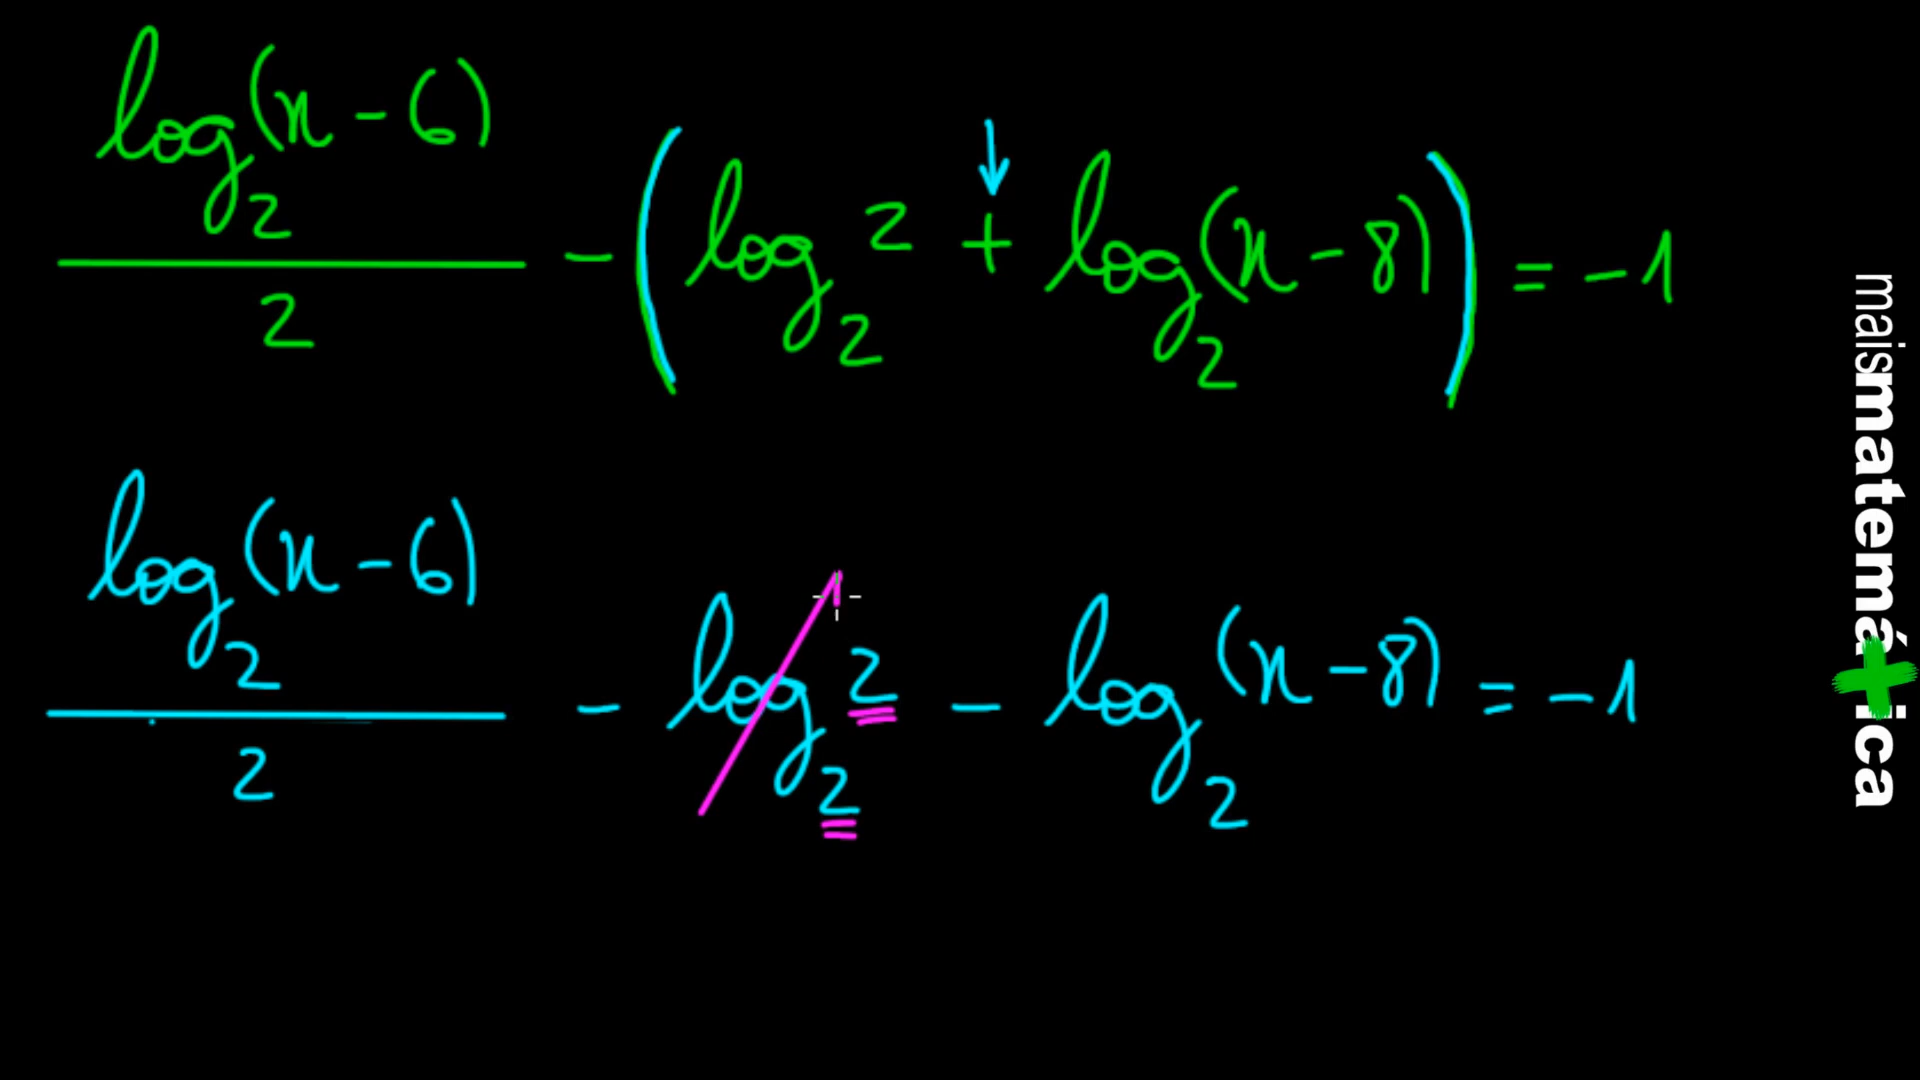 log₂(x - 6) / 2 - (log₂ 2 + log₂(x - 8)) = -1
log₂(x - 6) / 2 - log₂ 2 - log₂(x - 8) = -1
1
maismatemática